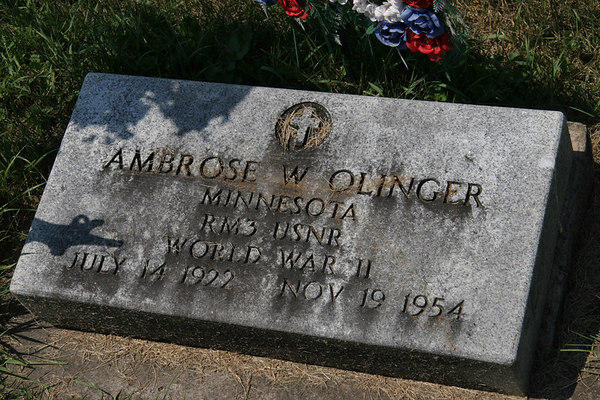 AMBROSE W OLINGER
MINNESOTA
RM3 USNR
WORLD WAR II
JULY 14 1922 NOV 19 1954